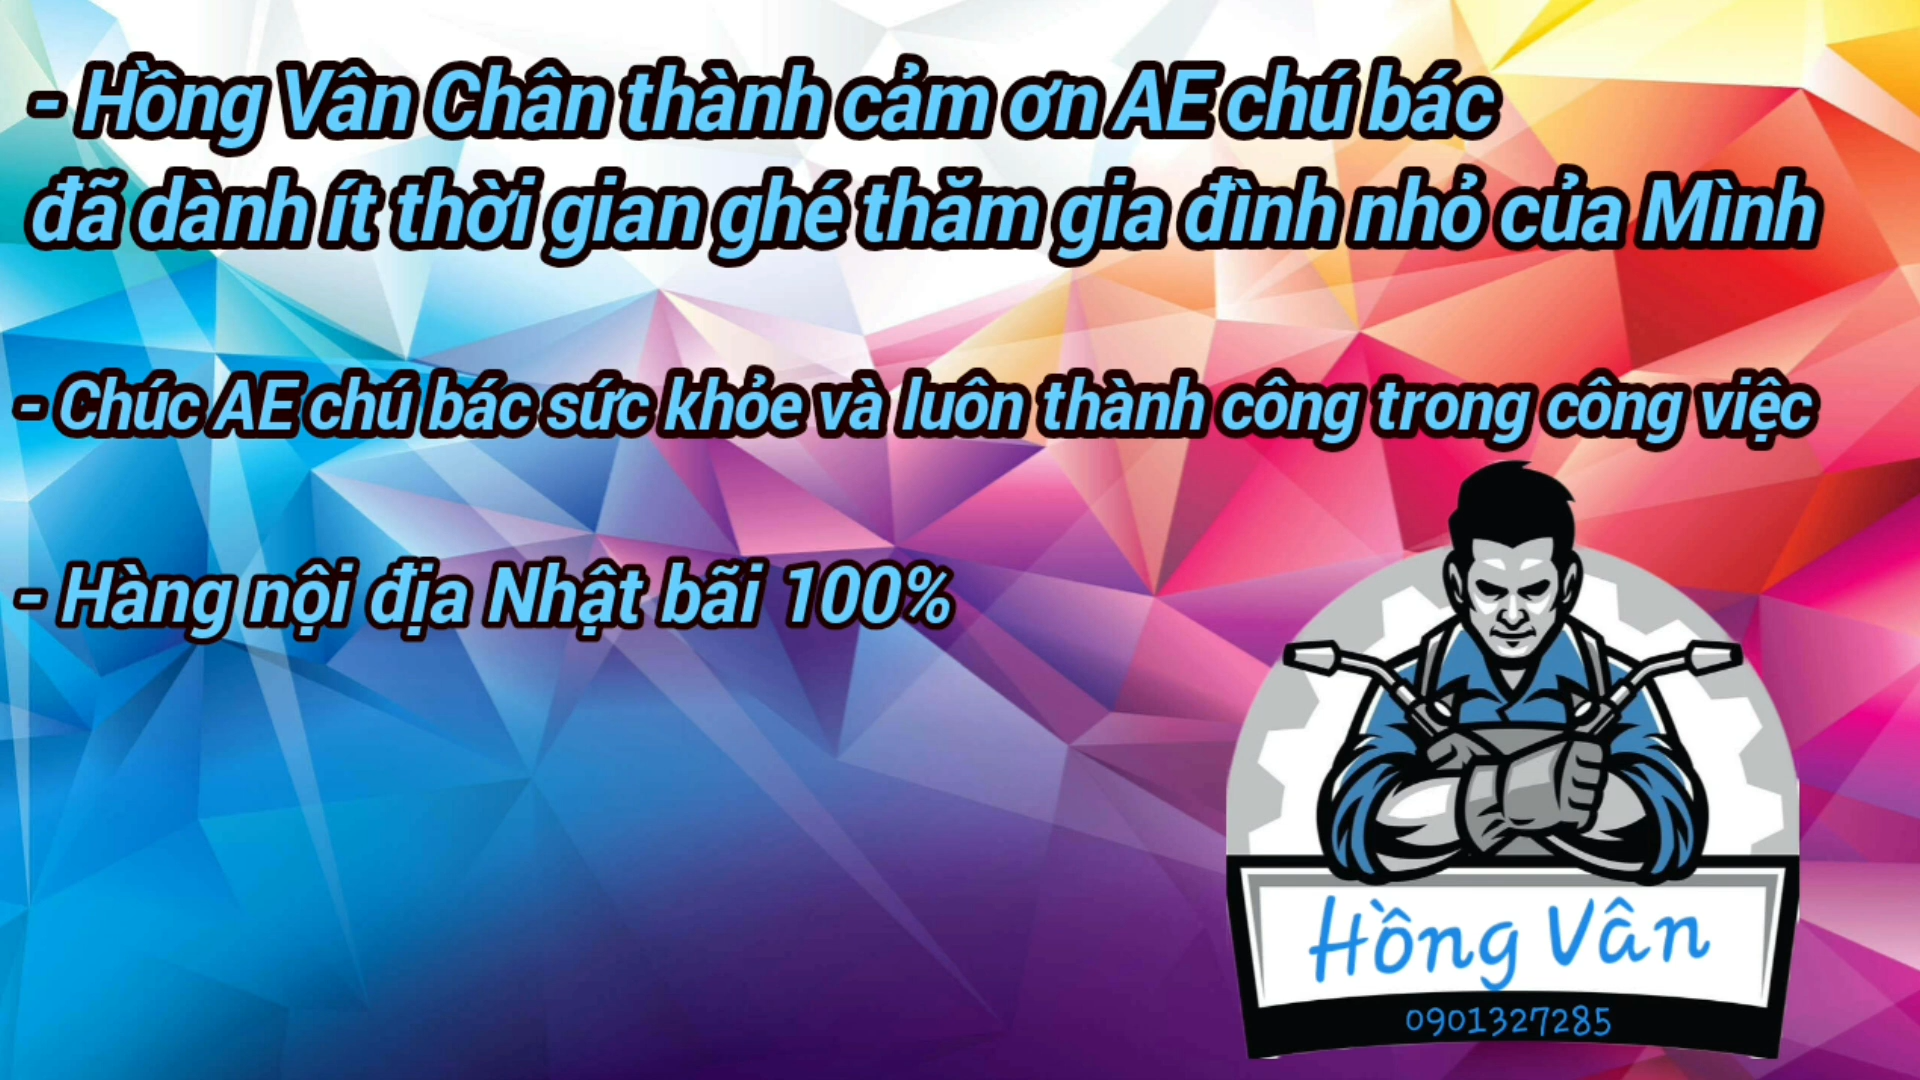 - Hồng Vân Chân thành cảm ơn AE chú bác
đã dành ít thời gian ghé thăm gia đình nhỏ của Mình
- Chúc AE chú bác sức khỏe và luôn thành công trong công việc
- Hàng nội địa Nhật bãi 100%
Hồng Vân
0901327285